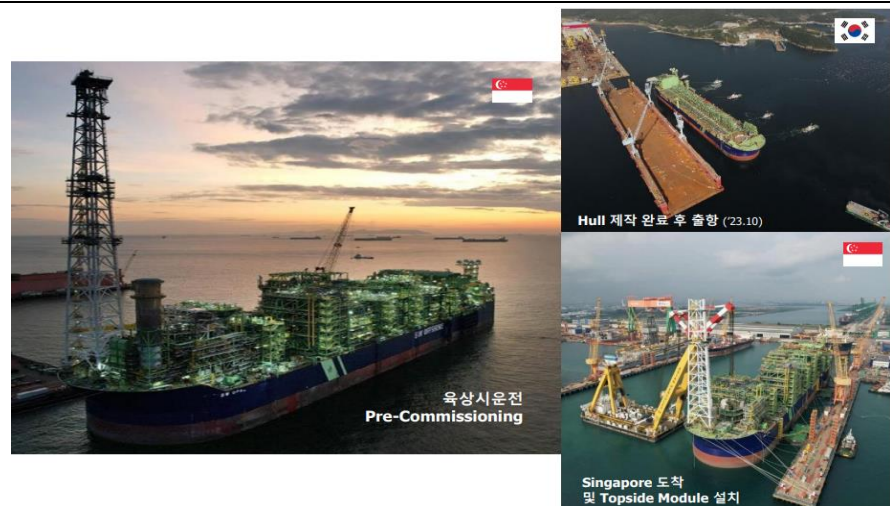 육상시운전
Pre-Commissioning
Hull 제작 완료 후 출항 ('23.10)
Singapore 도착
및 Topside Module 설치